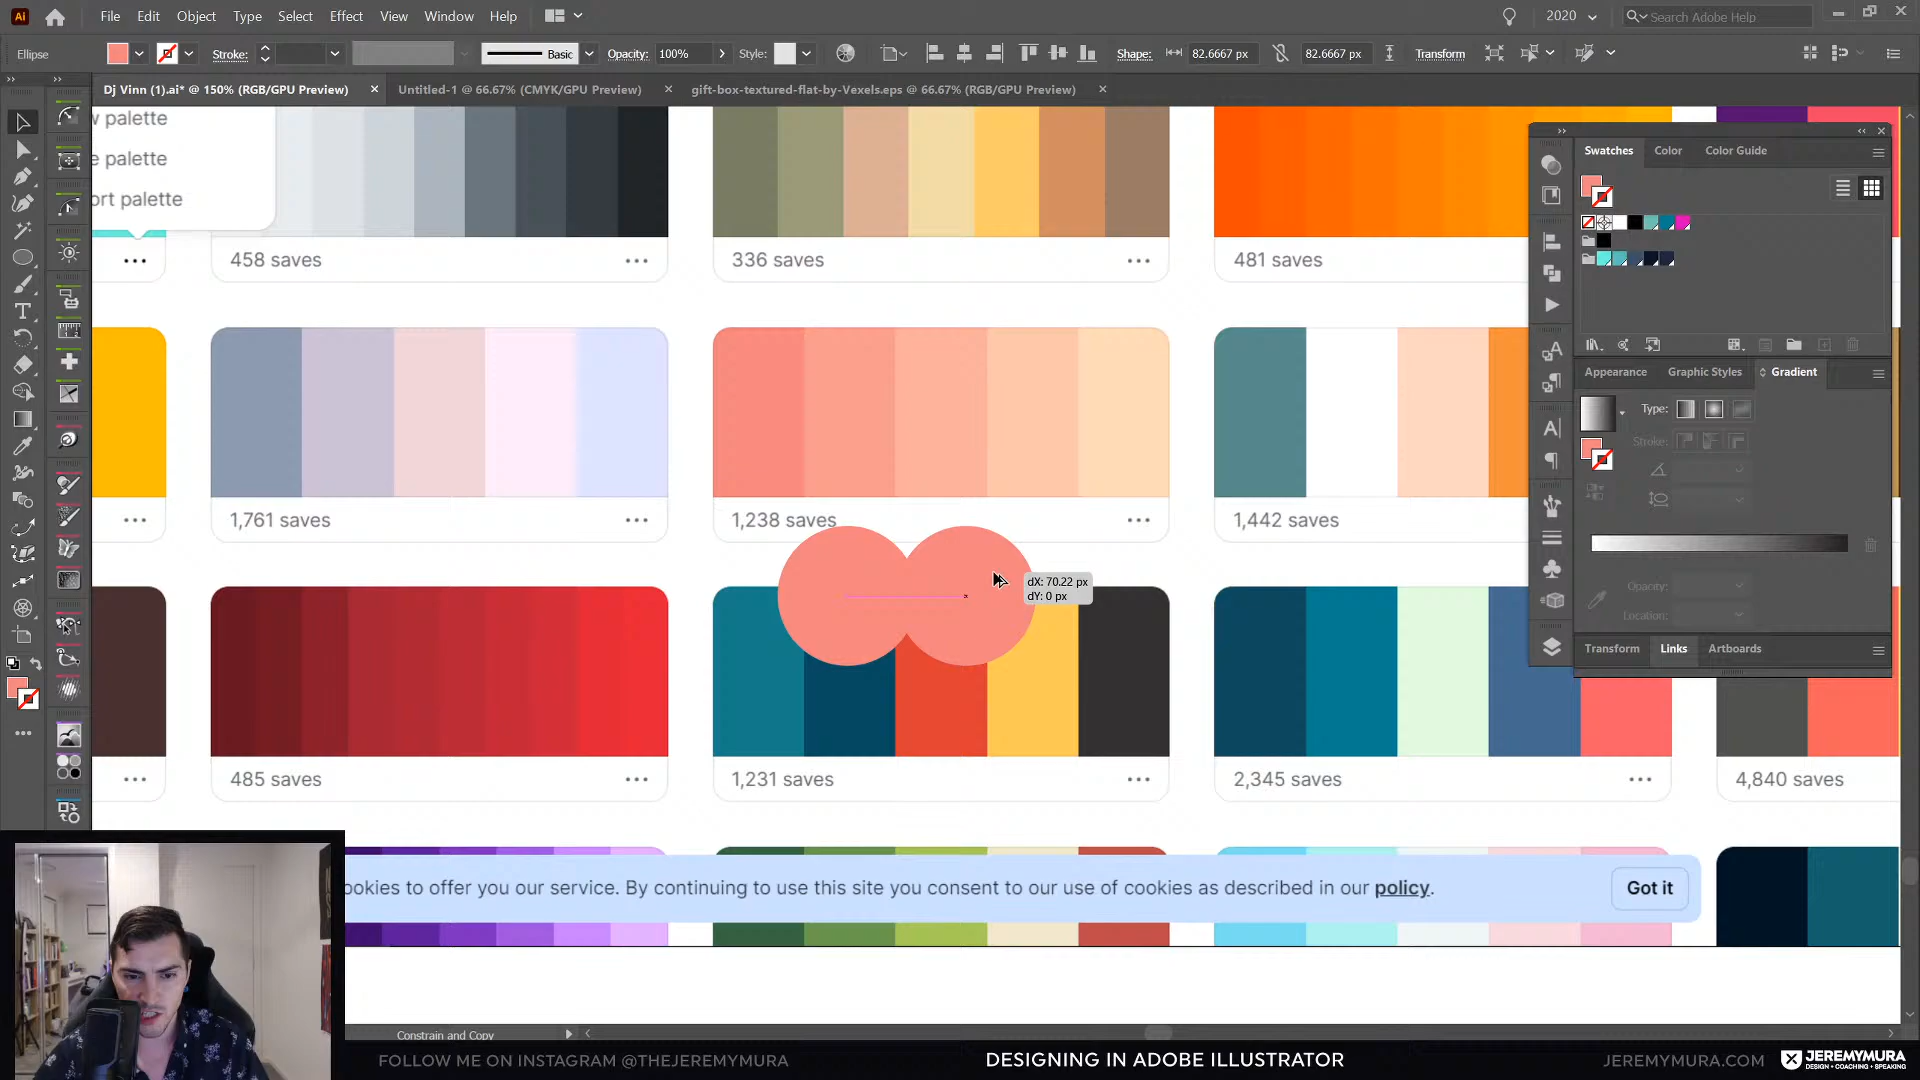 Ai File Edit Object Type Select Effect View Window Help 2020 Search Adobe Help
Ellipse Stroke: Basic Opacity: 100% Style: Shape: 82.6667 px 82.6667 px Transform
Dj Vinn (1).ai* @ 150% (RGB/GPU Preview) Untitled-1 @ 66.67% (CMYK/GPU Preview) gift-box-textured-flat-by-Vexels.eps @ 66.67% (RGB/GPU Preview)
w palette
e palette
ort palette
458 saves
336 saves
481 saves
1,761 saves
1,238 saves
1,442 saves
dX: 70.22 px
dY: 0 px
485 saves
1,231 saves
2,345 saves
4,840 saves
Swatches Color Color Guide
Appearance Graphic Styles Gradient
Type:
Stroke:
Opacity:
Location:
Transform Links Artboards
ookies to offer you our service. By continuing to use this site you consent to our use of cookies as described in our policy. Got it
Constrain and Copy
FOLLOW ME ON INSTAGRAM @THEJEREMYMURA DESIGNING IN ADOBE ILLUSTRATOR JEREMYMURA.COM JEREMYMURA
DESIGN • COACHING • SPEAKING